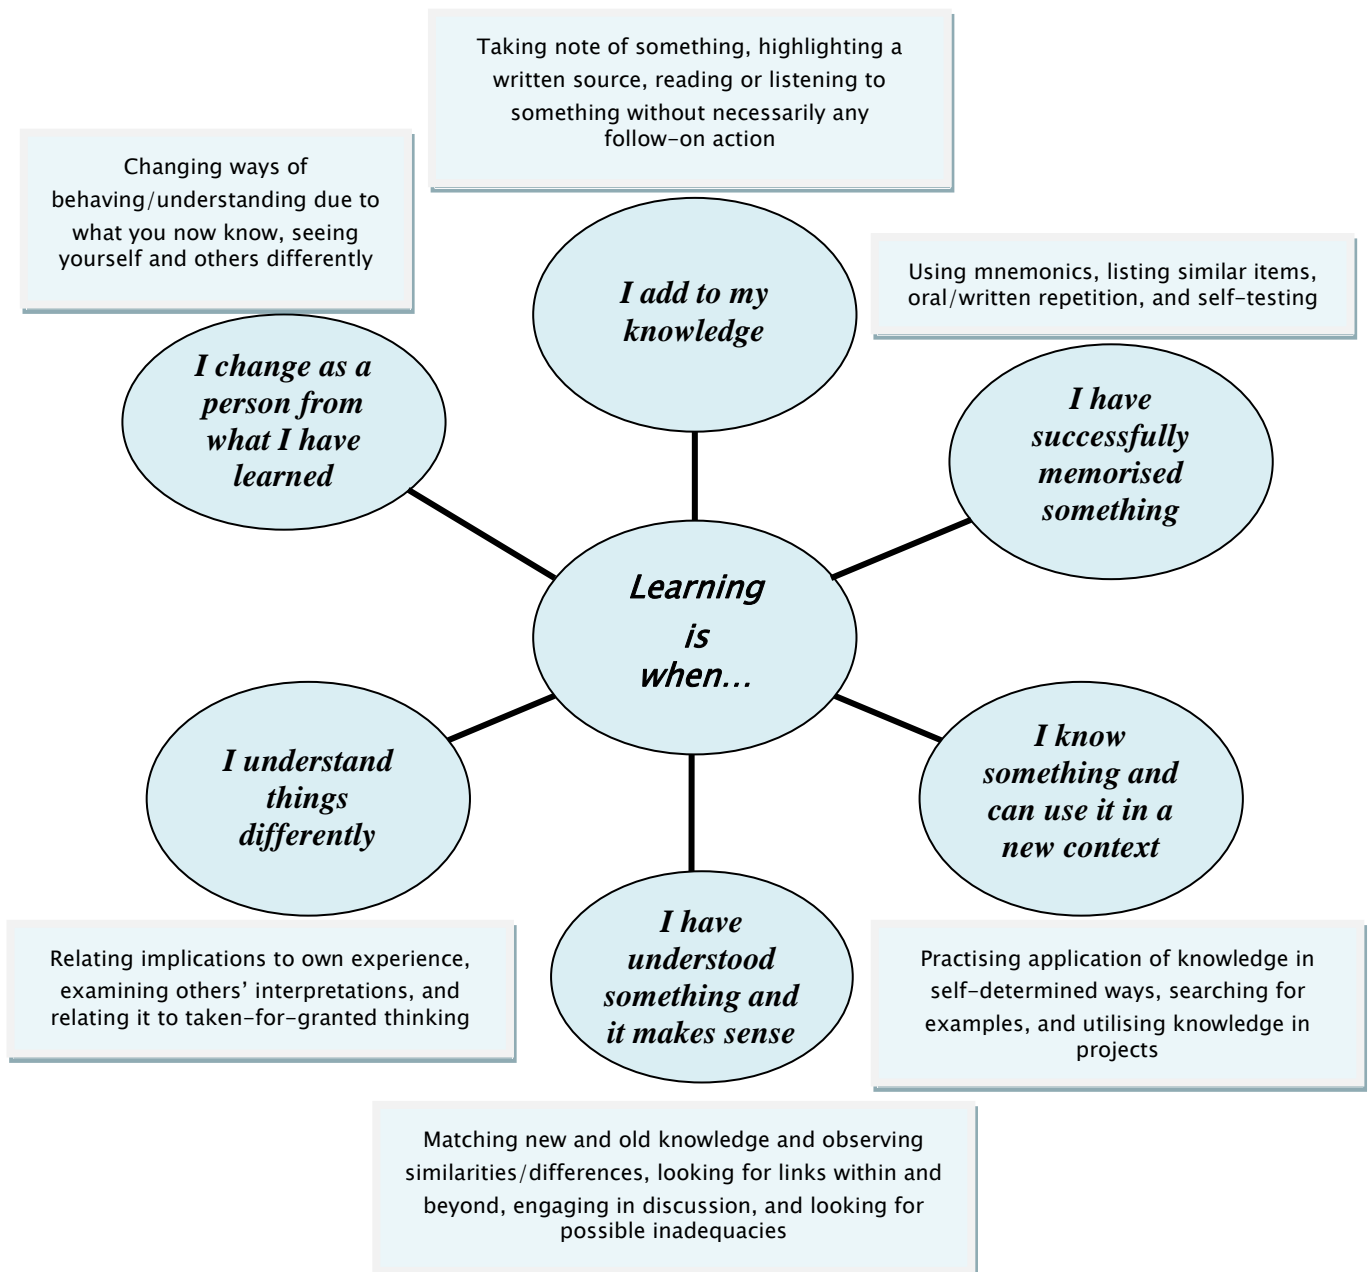 Taking note of something, highlighting a
written source, reading or listening to
something without necessarily any
follow-on action
Changing ways of
behaving/understanding due to
what you now know, seeing
yourself and others differently
I add to my
knowledge
Using mnemonics, listing similar items,
oral/written repetition, and self-testing
I change as a
person from
what I have
learned
I have
successfully
memorised
something
Learning
is
when...
I understand
things
differently
I know
something and
can use it in a
new context
I have
understood
something and
it makes sense
Relating implications to own experience,
examining others’ interpretations, and
relating it to taken-for-granted thinking
Practising application of knowledge in
self-determined ways, searching for
examples, and utilising knowledge in
projects
Matching new and old knowledge and observing
similarities/differences, looking for links within and
beyond, engaging in discussion, and looking for
possible inadequacies